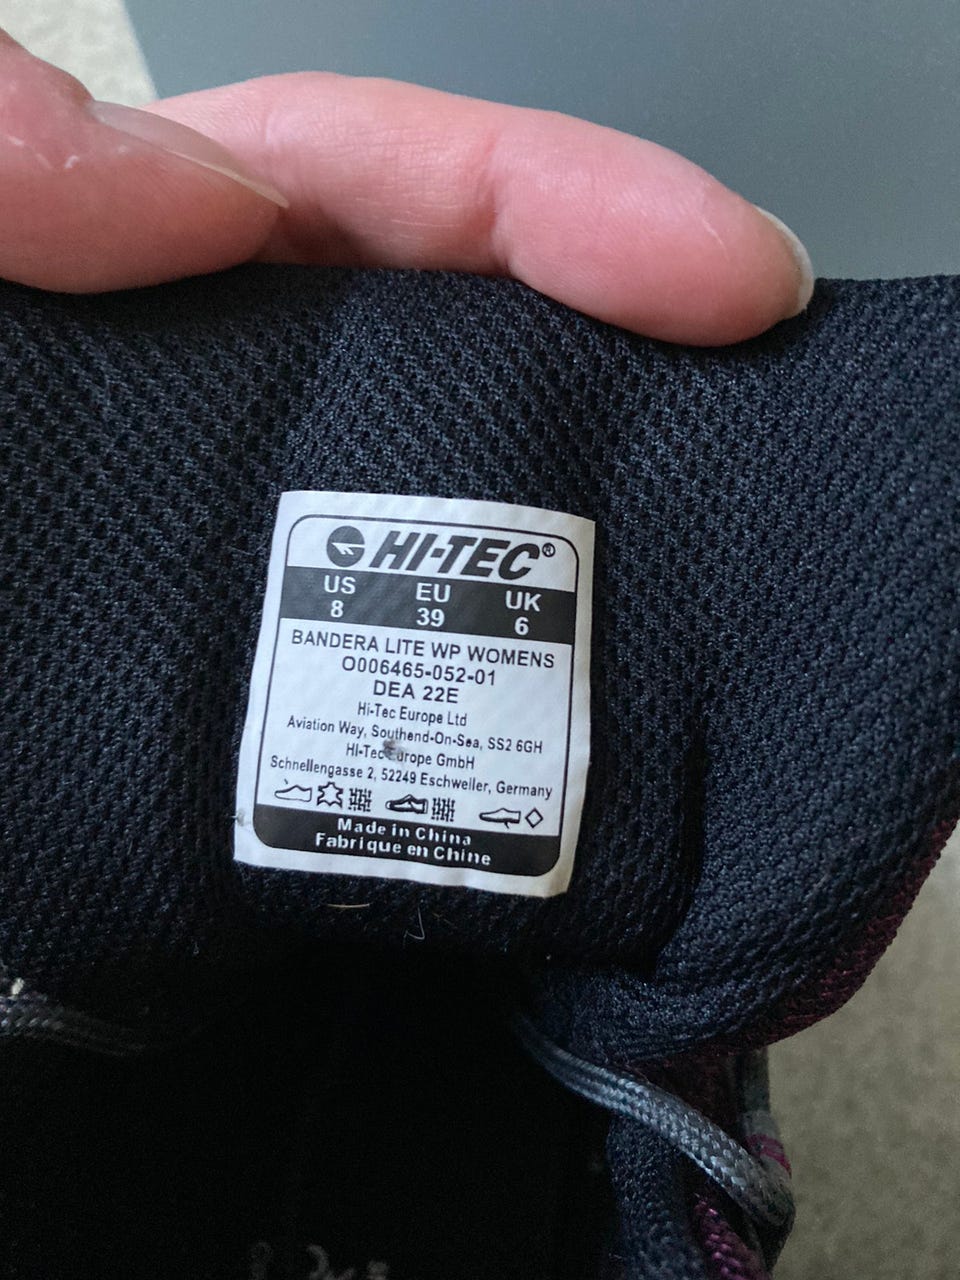 HI-TEC®
US EU UK
8 39 6
BANDERA LITE WP WOMENS
O006465-052-01
DEA 22E
Hi-Tec Europe Ltd
Aviation Way, Southend-On-Sea, SS2 6GH
HI-Tec Europe GmbH
Schnellengasse 2, 52249 Eschweiler, Germany
Made in China
Fabrique en Chine